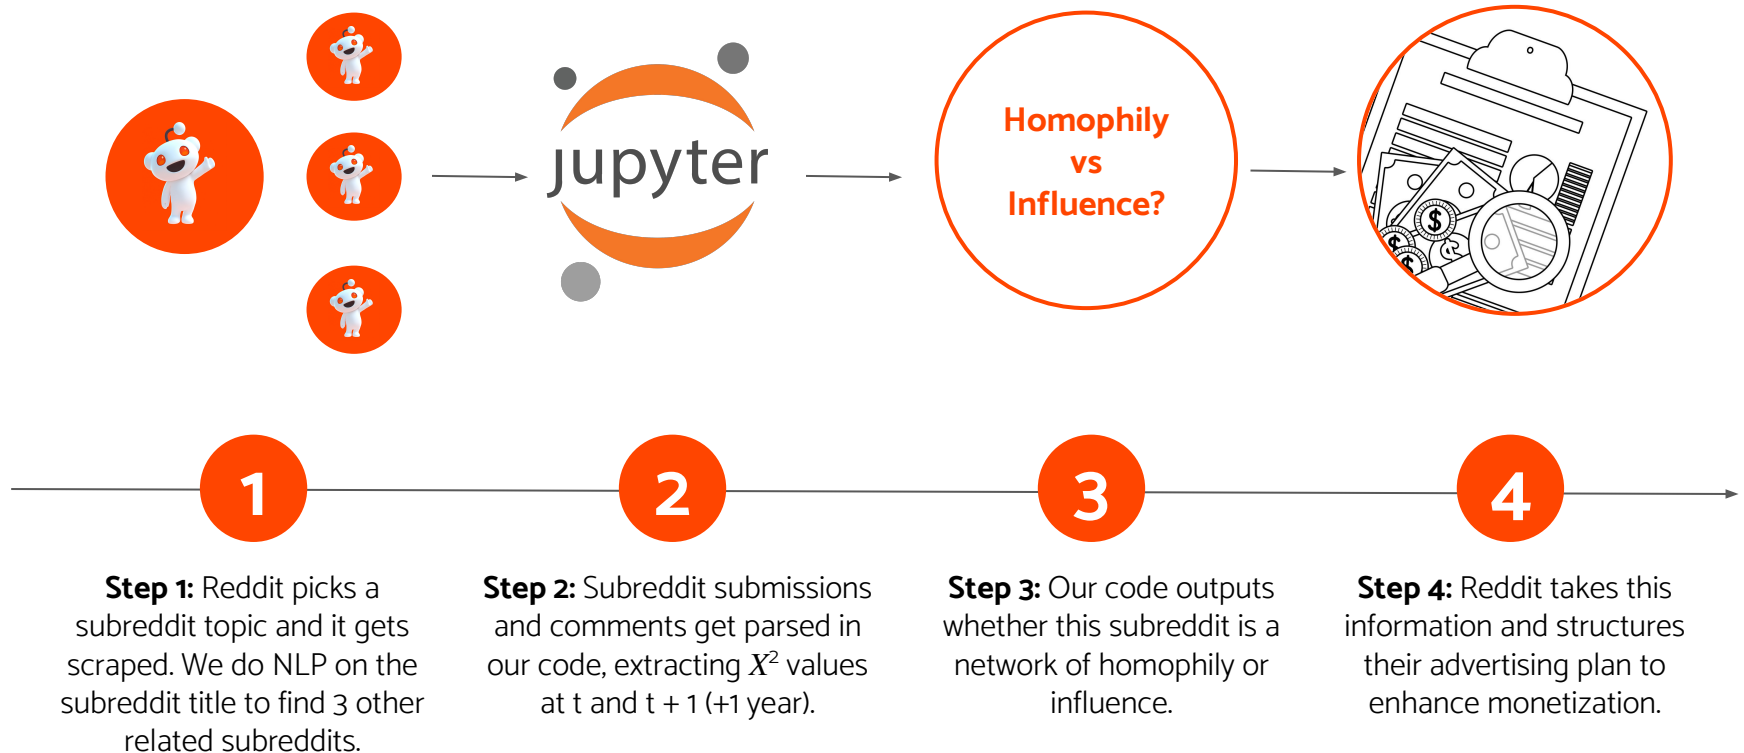 jupyter
Homophily
vs
Influence?
$
$
$
$
1
2
3
4
Step 1: Reddit picks a
subreddit topic and it gets
scraped. We do NLP on the
subreddit title to find 3 other
related subreddits.
Step 2: Subreddit submissions
and comments get parsed in
our code, extracting X² values
at t and t + 1 (+1 year).
Step 3: Our code outputs
whether this subreddit is a
network of homophily or
influence.
Step 4: Reddit takes this
information and structures
their advertising plan to
enhance monetization.